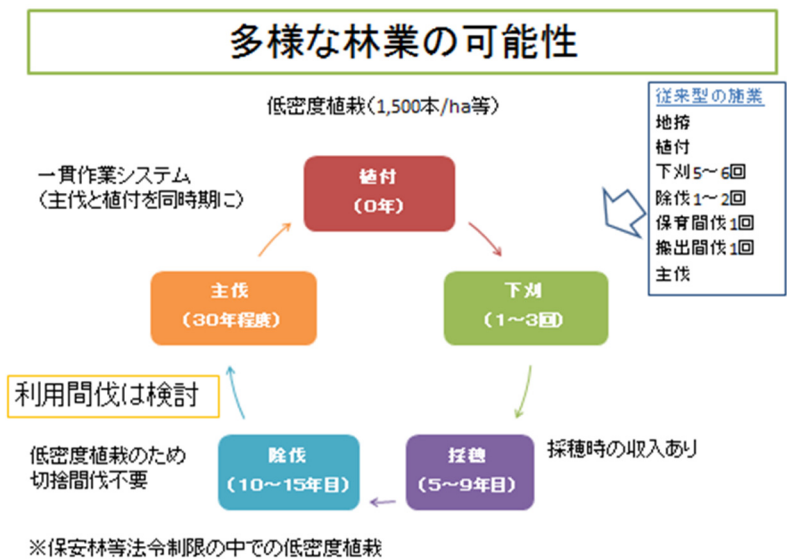 多様な林業の可能性
低密度植栽(1,500本/ha等)
従来型の施業
地拵
植付
下刈5～6回
除伐1～2回
保育間伐1回
搬出間伐1回
主伐
一貫作業システム
(主伐と植付を同時期に)
植付
(0年)
主伐
(30年程度)
下刈
(1～3回)
利用間伐は検討
低密度植栽のため
切捨間伐不要
除伐
(10～15年目)
採穂
(5～9年目)
採穂時の収入あり
※保安林等法令制限の中での低密度植栽